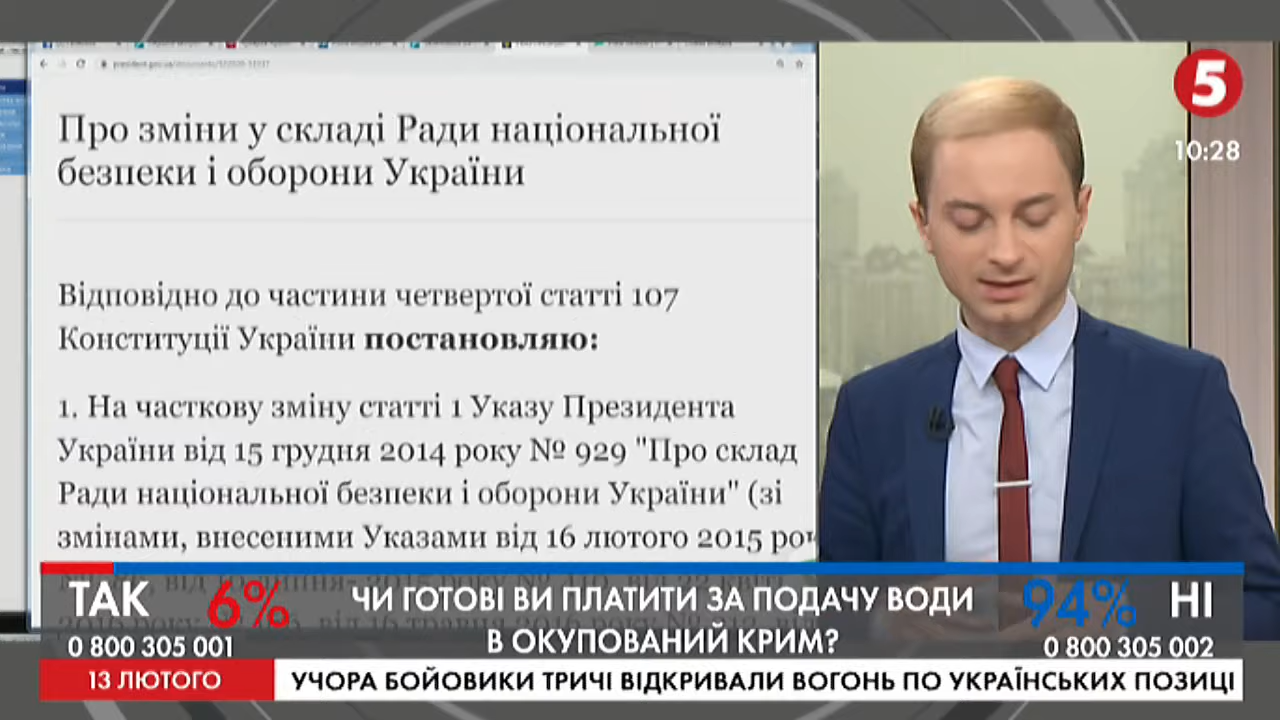 Про зміни у складі Ради національної
безпеки і оборони України
Відповідно до частини четвертої статті 107
Конституції України постановляю:
1. На часткову зміну статті 1 Указу Президента
України від 15 грудня 2014 року № 929 "Про склад
Ради національної безпеки і оборони України" (зі
змінами, внесеними Указами від 16 лютого 2015
5
10:28
ТАК 6%
0 800 305 001
ЧИ ГОТОВІ ВИ ПЛАТИТИ ЗА ПОДАЧУ ВОДИ
В ОКУПОВАНИЙ КРИМ?
94% НІ
0 800 305 002
13 ЛЮТОГО
УЧОРА БОЙОВИКИ ТРИЧІ ВІДКРИВАЛИ ВОГОНЬ ПО УКРАЇНСЬКИХ ПОЗИЦІ